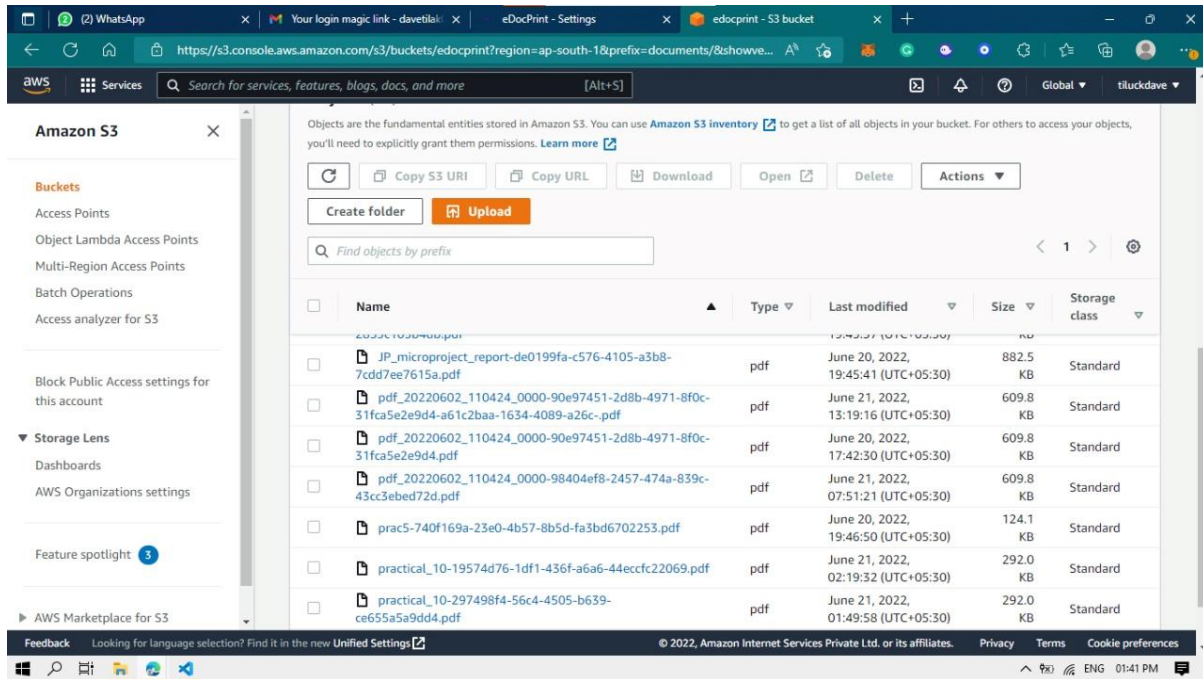 (2) WhatsApp
Your login magic link - davetilak
eDocPrint - Settings
edocprint - S3 bucket
https://s3.console.aws.amazon.com/s3/buckets/edocprint?region=ap-south-1&prefix=documents/&showve...
aws
Services
Search for services, features, blogs, docs, and more
[Alt+S]
Global
tiluckdave
Amazon S3
Buckets
Access Points
Object Lambda Access Points
Multi-Region Access Points
Batch Operations
Access analyzer for S3
Block Public Access settings for
this account
Storage Lens
Dashboards
AWS Organizations settings
Feature spotlight 3
AWS Marketplace for S3
Objects are the fundamental entities stored in Amazon S3. You can use Amazon S3 inventory to get a list of all objects in your bucket. For others to access your objects,
you'll need to explicitly grant them permissions. Learn more
Copy S3 URI
Copy URL
Download
Open
Delete
Actions
Create folder
Upload
Find objects by prefix
1
Name
Type
Last modified
Size
Storage
class
JP_microproject_report-de0199fa-c576-4105-a3b8-
7cdd7ee7615a.pdf
pdf
June 20, 2022,
19:45:41 (UTC+05:30)
882.5
KB
Standard
pdf_20220602_110424_0000-90e97451-2d8b-4971-8f0c-
31fca5e2e9d4-a61c2baa-1634-4089-a26c-.pdf
pdf
June 21, 2022,
13:19:16 (UTC+05:30)
609.8
KB
Standard
pdf_20220602_110424_0000-90e97451-2d8b-4971-8f0c-
31fca5e2e9d4.pdf
pdf
June 20, 2022,
17:42:30 (UTC+05:30)
609.8
KB
Standard
pdf_20220602_110424_0000-98404ef8-2457-474a-839c-
43cc3ebed72d.pdf
pdf
June 21, 2022,
07:51:21 (UTC+05:30)
609.8
KB
Standard
prac5-740f169a-23e0-4b57-8b5d-fa3bd6702253.pdf
pdf
June 20, 2022,
19:46:50 (UTC+05:30)
124.1
KB
Standard
practical_10-19574d76-1df1-436f-a6a6-44eccfc22069.pdf
pdf
June 21, 2022,
02:19:32 (UTC+05:30)
292.0
KB
Standard
practical_10-297498f4-56c4-4505-b639-
ce655a5a9dd4.pdf
pdf
June 21, 2022,
01:49:58 (UTC+05:30)
292.0
KB
Standard
Feedback
Looking for language selection? Find it in the new Unified Settings
© 2022, Amazon Internet Services Private Ltd. or its affiliates.
Privacy
Terms
Cookie preferences
ENG
01:41 PM